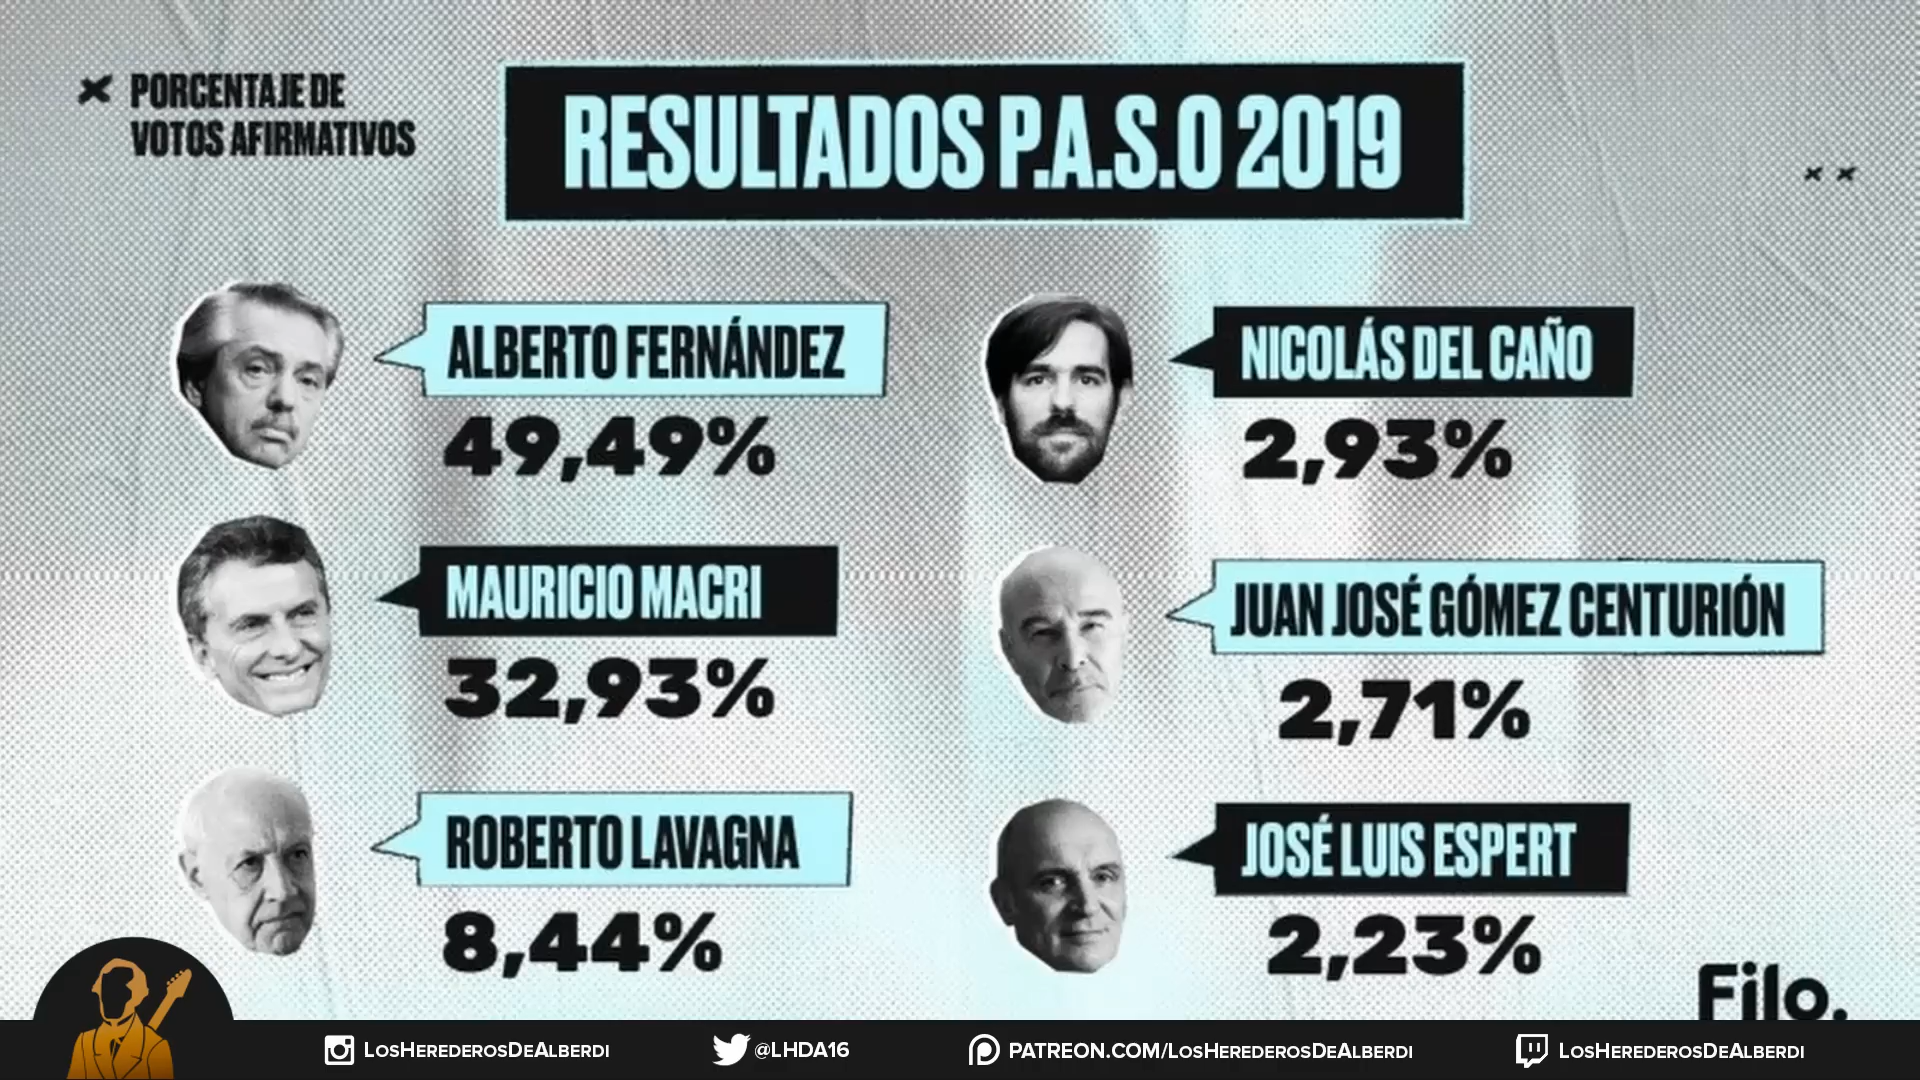 PORCENTAJE DE
VOTOS AFIRMATIVOS
RESULTADOS P.A.S.O 2019
ALBERTO FERNÁNDEZ
49,49%
MAURICIO MACRI
32,93%
ROBERTO LAVAGNA
8,44%
NICOLÁS DEL CAÑO
2,93%
JUAN JOSÉ GÓMEZ CENTURIÓN
2,71%
JOSÉ LUIS ESPERT
2,23%
Filo.
LosHerederosDeAlberdi
@LHDA16
PATREON.COM/LosHerederosDeAlberdi
LosHerederosDeAlberdi